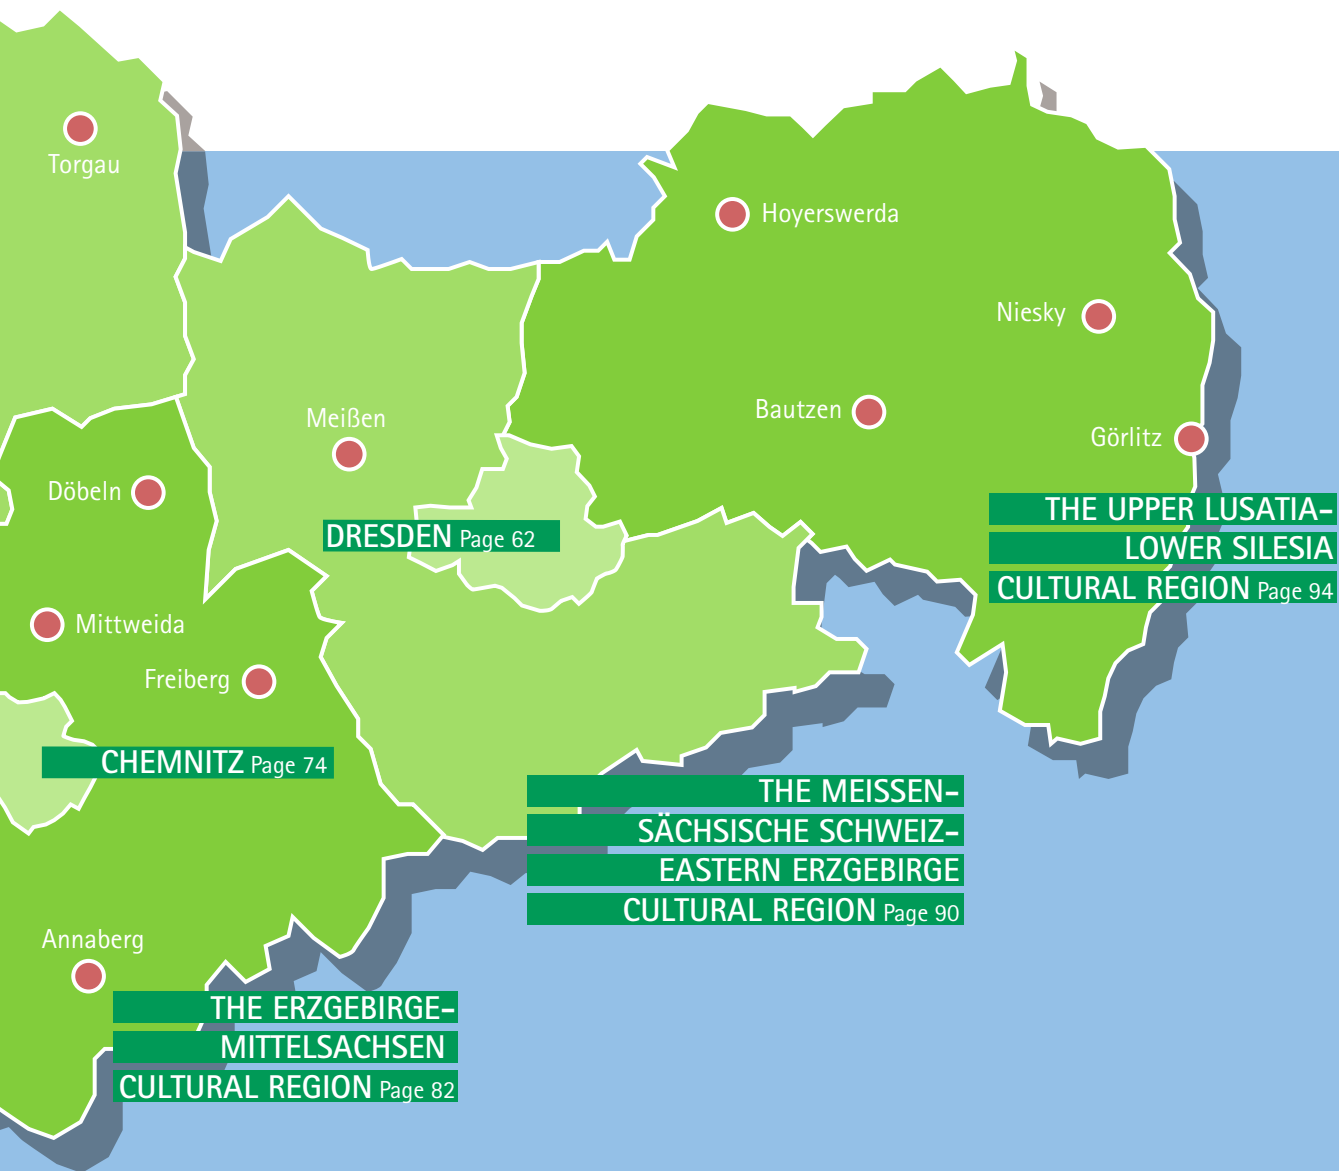 Torgau
Hoyerswerda
Niesky
Meißen
Bautzen
Görlitz
Döbeln
THE UPPER LUSATIA-
LOWER SILESIA
CULTURAL REGION Page 94
DRESDEN Page 62
Mittweida
Freiberg
CHEMNITZ Page 74
THE MEISSEN-
SÄCHSISCHE SCHWEIZ-
EASTERN ERZGEBIRGE
CULTURAL REGION Page 90
Annaberg
THE ERZGEBIRGE-
MITTELSACHSEN
CULTURAL REGION Page 82